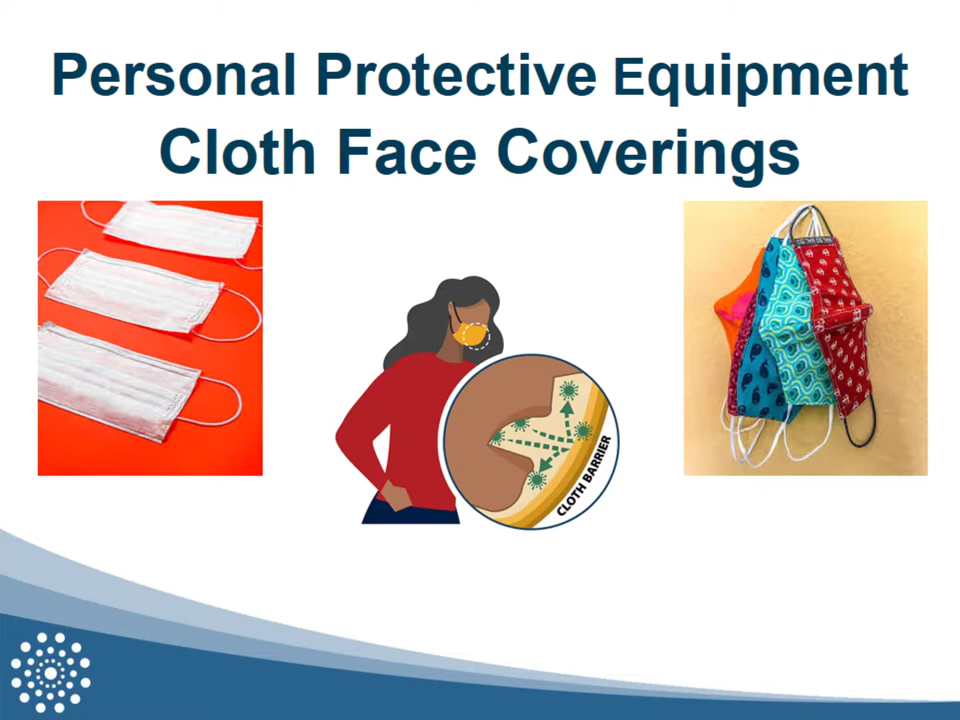 Personal Protective Equipment
Cloth Face Coverings
CLOTH BARRIER